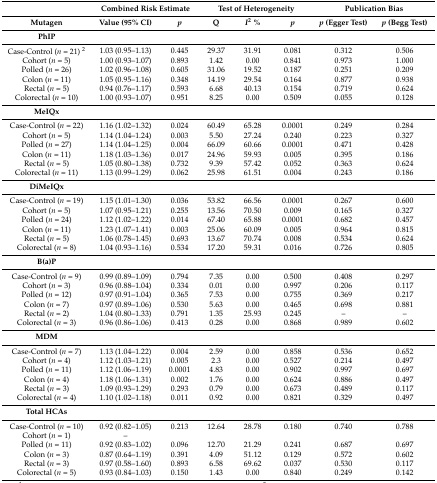 Combined Risk Estimate Test of Heterogeneity Publication Bias
Mutagen Value (95% CI) p Q I² % p p (Egger Test) p (Begg Test)
PhIP
Case-Control (n = 21) ² 1.03 (0.95–1.13) 0.445 29.37 31.91 0.081 0.312 0.506
Cohort (n = 5) 1.00 (0.93–1.07) 0.893 1.42 0.00 0.841 0.973 1.000
Polled (n = 26) 1.02 (0.96–1.08) 0.605 31.06 19.52 0.187 0.251 0.209
Colon (n = 11) 1.05 (0.95–1.16) 0.348 14.19 29.54 0.164 0.877 0.938
Rectal (n = 5) 0.94 (0.76–1.17) 0.593 6.68 40.13 0.154 0.719 0.624
Colorectal (n = 10) 1.00 (0.93–1.07) 0.951 8.25 0.00 0.509 0.055 0.128
MeIQx
Case-Control (n = 22) 1.16 (1.02–1.32) 0.024 60.49 65.28 0.0001 0.249 0.284
Cohort (n = 5) 1.14 (1.04–1.24) 0.003 5.50 27.24 0.240 0.223 0.327
Polled (n = 27) 1.14 (1.04–1.25) 0.004 66.09 60.66 0.0001 0.471 0.428
Colon (n = 11) 1.18 (1.03–1.36) 0.017 24.96 59.93 0.005 0.395 0.186
Rectal (n = 5) 1.05 (0.80–1.38) 0.732 9.39 57.42 0.052 0.363 0.624
Colorectal (n = 11) 1.13 (0.99–1.29) 0.062 25.98 61.51 0.004 0.243 0.186
DiMeIQx
Case-Control (n = 19) 1.15 (1.01–1.30) 0.036 53.82 66.56 0.0001 0.267 0.600
Cohort (n = 5) 1.07 (0.95–1.21) 0.255 13.56 70.50 0.009 0.165 0.327
Polled (n = 24) 1.12 (1.02–1.22) 0.014 67.40 65.88 0.0001 0.682 0.457
Colon (n = 11) 1.23 (1.07–1.41) 0.003 25.06 60.09 0.005 0.964 0.815
Rectal (n = 5) 1.06 (0.78–1.45) 0.693 13.67 70.74 0.008 0.534 0.624
Colorectal (n = 8) 1.04 (0.93–1.16) 0.534 17.20 59.31 0.016 0.726 0.805
B(a)P
Case-Control (n = 9) 0.99 (0.89–1.09) 0.794 7.35 0.00 0.500 0.408 0.297
Cohort (n = 3) 0.96 (0.88–1.04) 0.334 0.01 0.00 0.997 0.206 0.117
Polled (n = 12) 0.97 (0.91–1.04) 0.365 7.53 0.00 0.755 0.369 0.217
Colon (n = 7) 0.97 (0.89–1.06) 0.530 5.63 0.00 0.465 0.698 0.881
Rectal (n = 2) 1.04 (0.80–1.33) 0.791 1.35 25.93 0.245 – –
Colorectal (n = 3) 0.96 (0.86–1.06) 0.413 0.28 0.00 0.868 0.989 0.602
MDM
Case-Control (n = 7) 1.13 (1.04–1.22) 0.004 2.59 0.00 0.858 0.536 0.652
Cohort (n = 4) 1.12 (1.03–1.21) 0.005 2.3 0.00 0.527 0.214 0.497
Polled (n = 11) 1.12 (1.06–1.19) 0.0001 4.83 0.00 0.902 0.997 0.697
Colon (n = 4) 1.18 (1.06–1.31) 0.002 1.76 0.00 0.624 0.886 0.497
Rectal (n = 3) 1.09 (0.93–1.29) 0.293 0.79 0.00 0.673 0.489 0.117
Colorectal (n = 4) 1.10 (1.02–1.18) 0.011 0.92 0.00 0.821 0.329 0.497
Total HCAs
Case-Control (n = 10) 0.92 (0.82–1.05) 0.213 12.64 28.78 0.180 0.740 0.788
Cohort (n = 1) –
Polled (n = 11) 0.92 (0.83–1.02) 0.096 12.70 21.29 0.241 0.687 0.697
Colon (n = 3) 0.87 (0.64–1.19) 0.391 4.09 51.12 0.129 0.572 0.602
Rectal (n = 3) 0.97 (0.58–1.60) 0.893 6.58 69.62 0.037 0.530 0.117
Colorectal (n = 5) 0.93 (0.84–1.03) 0.150 1.43 0.00 0.840 0.249 0.142